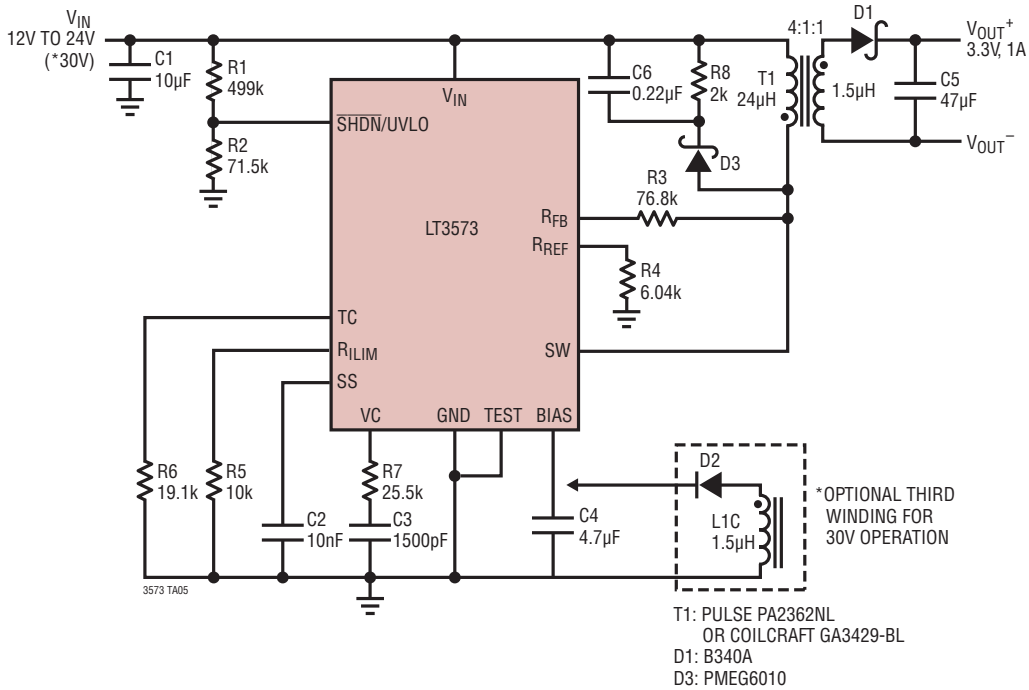 VIN
12V TO 24V
(*30V)
C1
10µF
R1
499k
R2
71.5k
SHDN/UVLO
VIN
LT3573
C6
0.22µF
R8
2k
D3
4:1:1
T1
24µH
1.5µH
D1
VOUT+
3.3V, 1A
C5
47µF
VOUT–
R3
76.8k
RFB
RREF
R4
6.04k
SW
TC
RILIM
SS
VC
GND
TEST
BIAS
R6
19.1k
R5
10k
C2
10nF
R7
25.5k
C3
1500pF
C4
4.7µF
D2
L1C
1.5µH
*OPTIONAL THIRD
WINDING FOR
30V OPERATION
3573 TA05
T1: PULSE PA2362NL
OR COILCRAFT GA3429-BL
D1: B340A
D3: PMEG6010